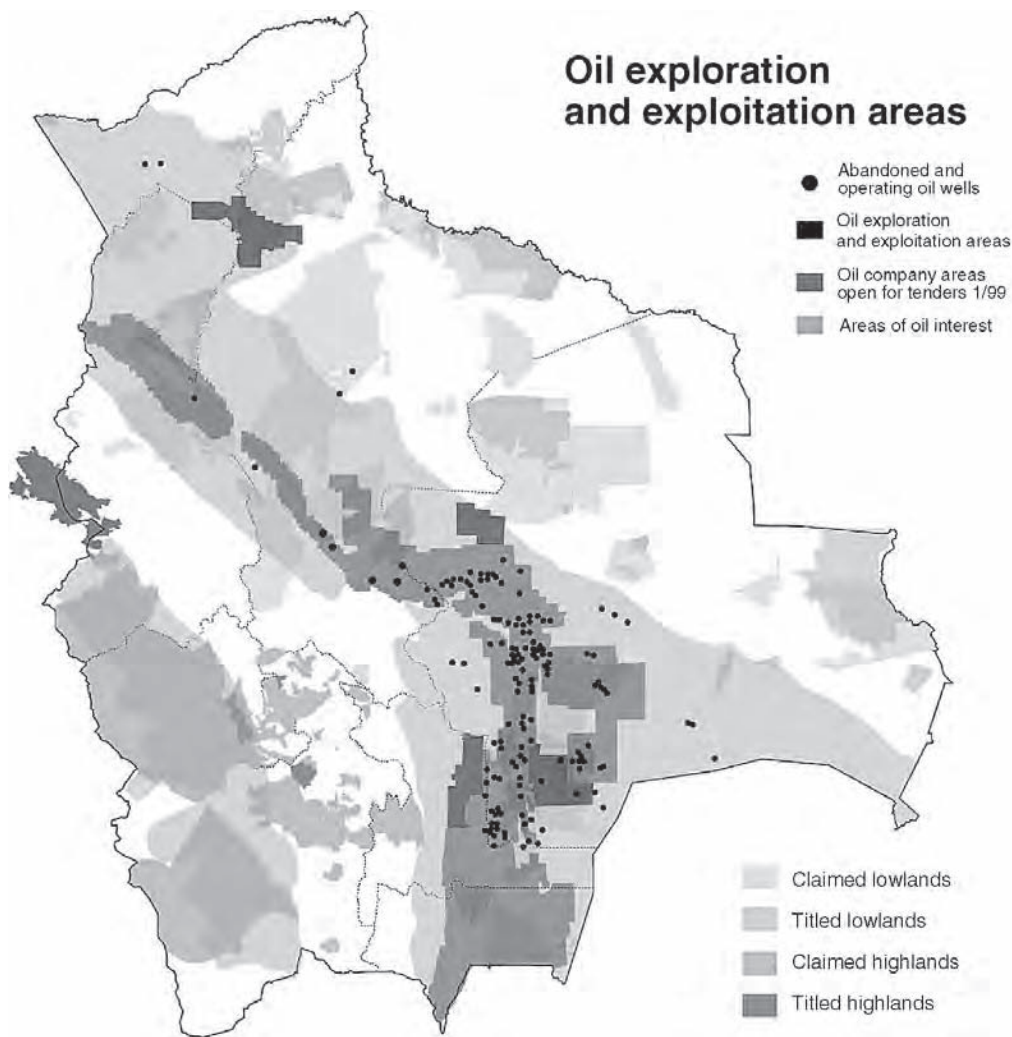 Oil exploration
and exploitation areas
Abandoned and
operating oil wells
Oil exploration
and exploitation areas
Oil company areas
open for tenders 1/99
Areas of oil interest
Claimed lowlands
Titled lowlands
Claimed highlands
Titled highlands